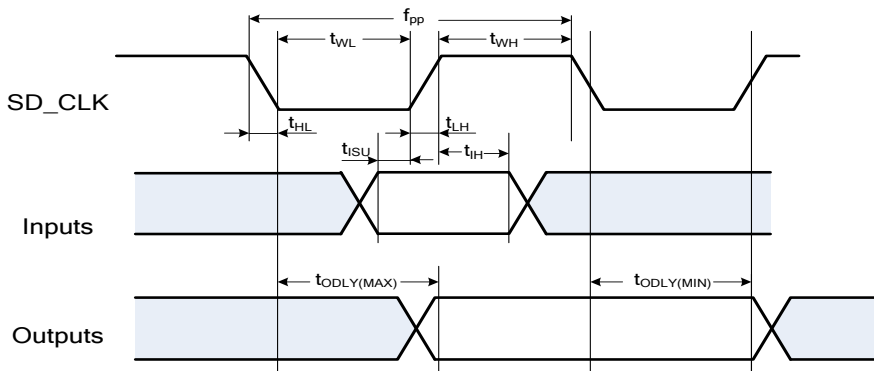 fpp
tWL
tWH
SD_CLK
tHL
tLH
tISU
tIH
Inputs
tODLY(MAX)
tODLY(MIN)
Outputs